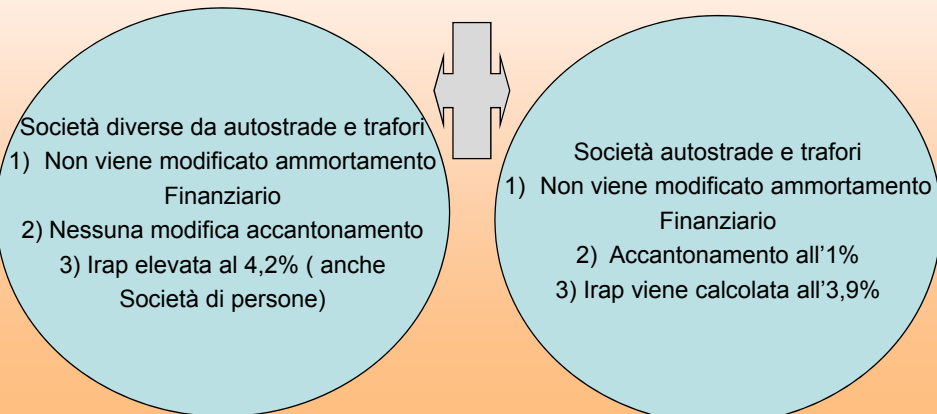 Società diverse da autostrade e trafori
1) Non viene modificato ammortamento
Finanziario
2) Nessuna modifica accantonamento
3) Irap elevata al 4,2% ( anche
Società di persone)
Società autostrade e trafori
1) Non viene modificato ammortamento
Finanziario
2) Accantonamento all'1%
3) Irap viene calcolata all'3,9%